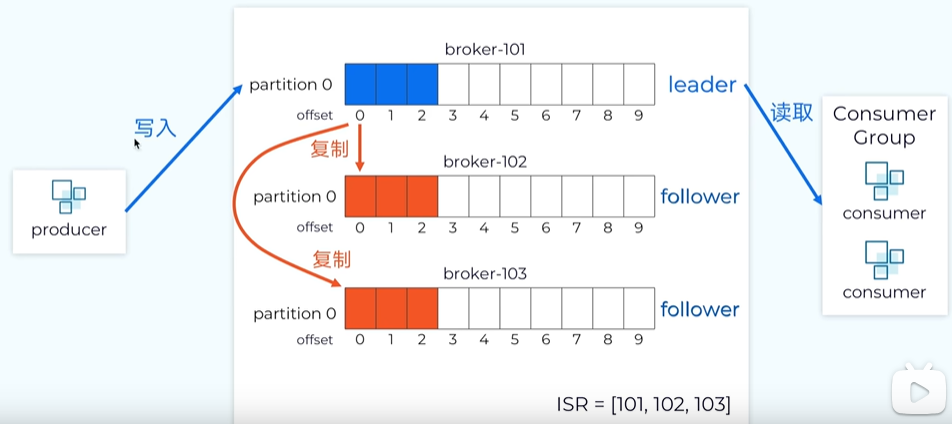 broker-101
partition 0
leader
offset 0 1 2 3 4 5 6 7 8 9
写入
读取
Consumer
Group
复制
broker-102
partition 0
follower
offset 0 1 2 3 4 5 6 7 8 9
consumer
producer
复制
broker-103
partition 0
follower
offset 0 1 2 3 4 5 6 7 8 9
consumer
ISR = [101, 102, 103]